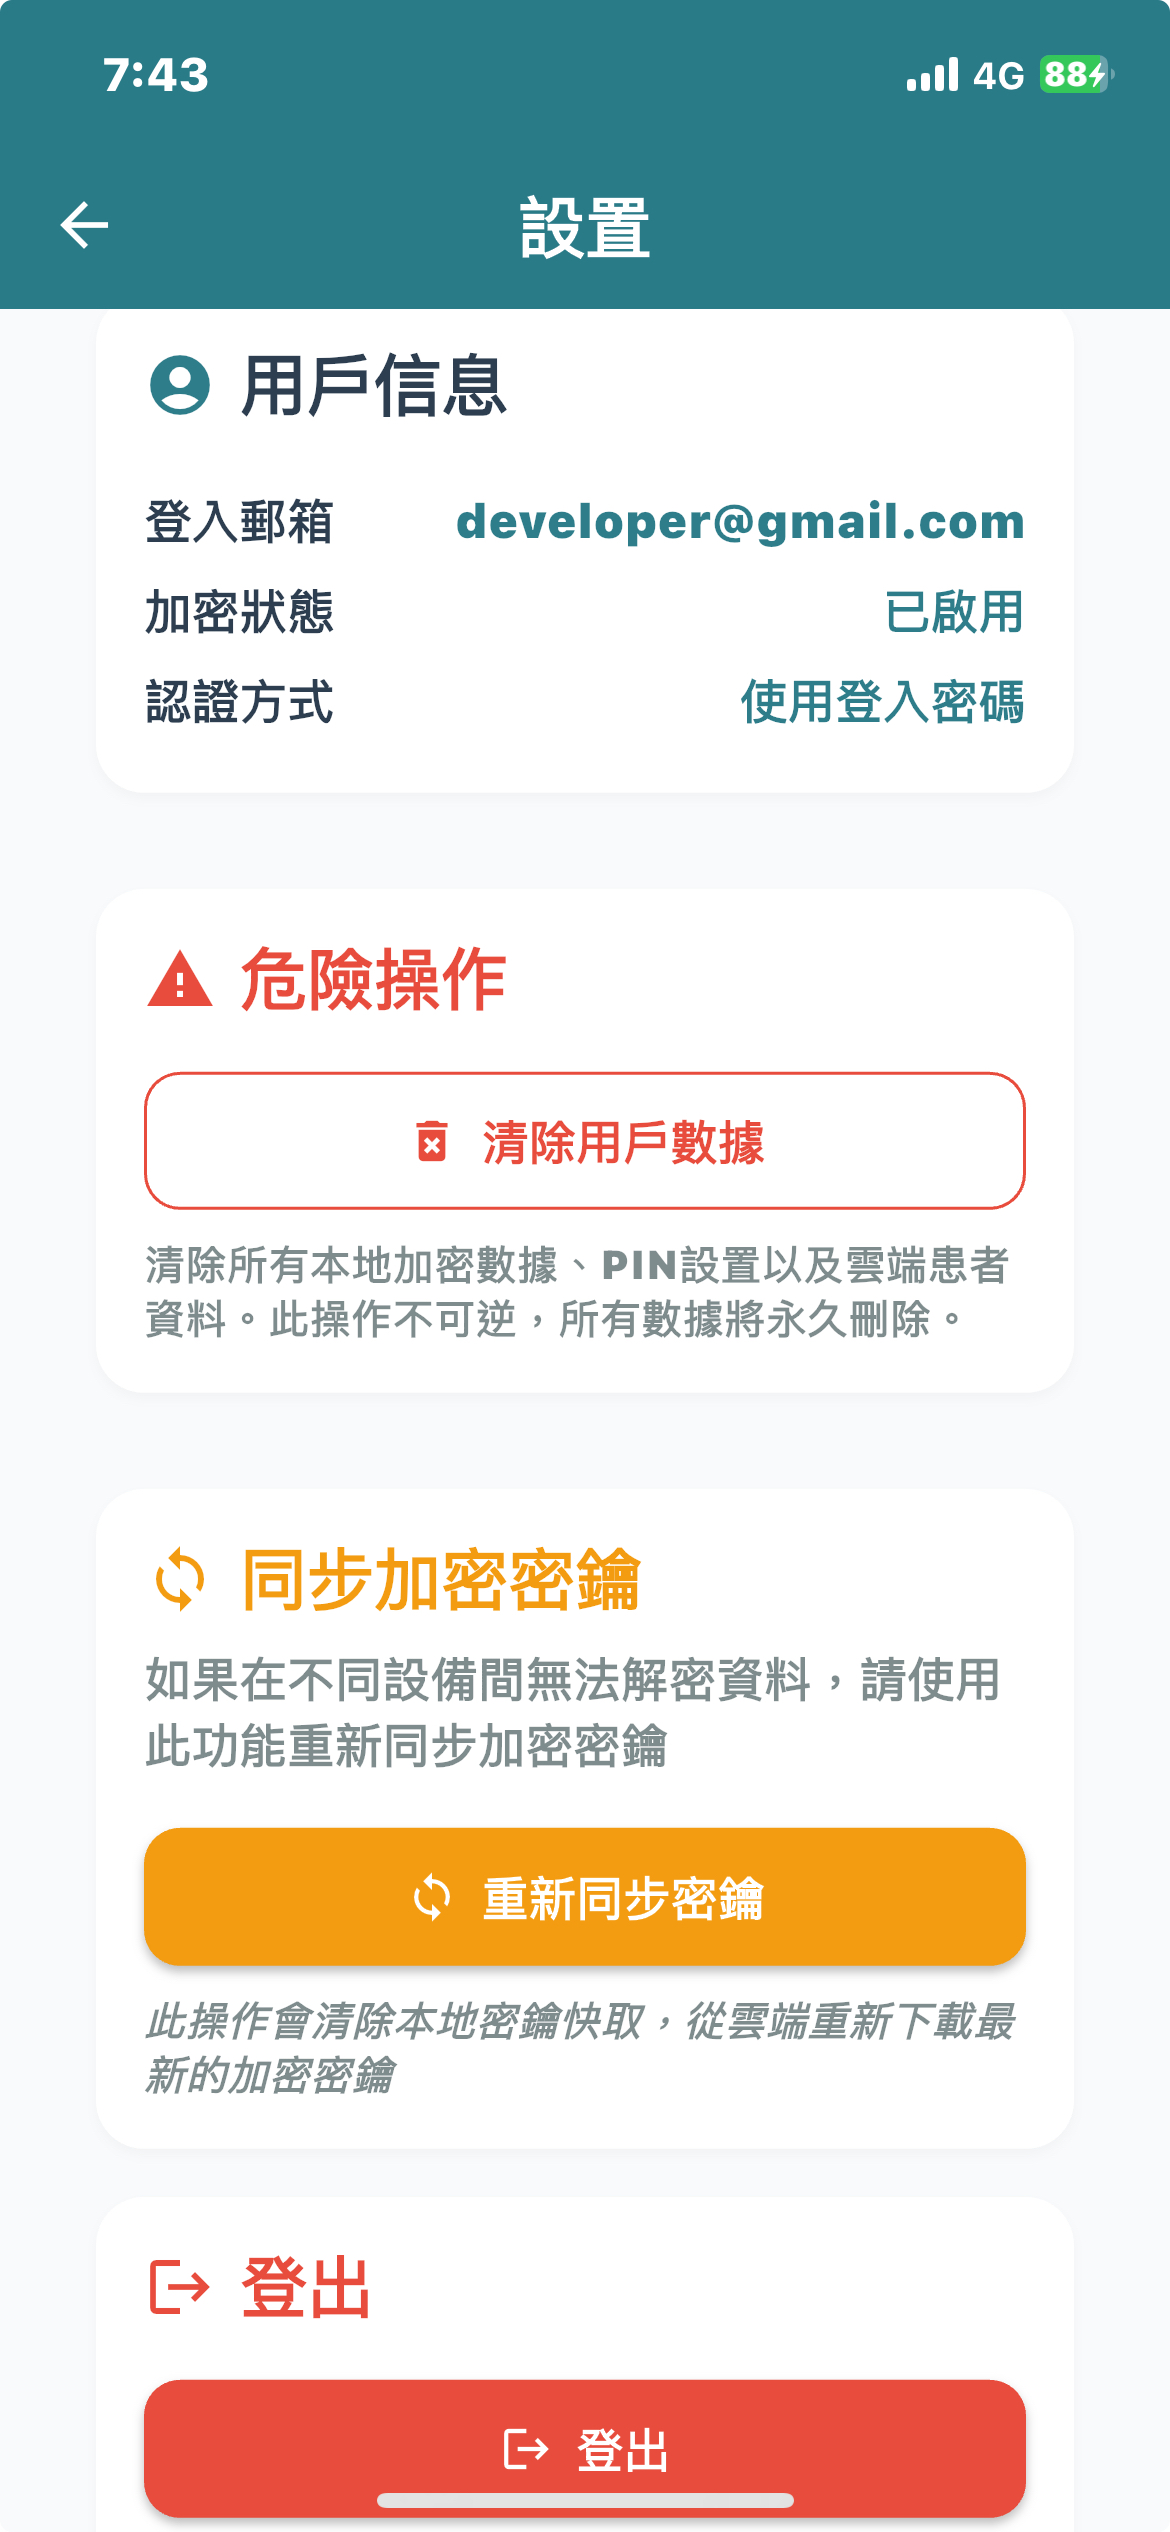 7:43
4G 88
設置
用戶信息
登入郵箱 developer@gmail.com
加密狀態 已啟用
認證方式 使用登入密碼
危險操作
清除用戶數據
清除所有本地加密數據、PIN設置以及雲端患者
資料。此操作不可逆，所有數據將永久刪除。
同步加密密鑰
如果在不同設備間無法解密資料，請使用
此功能重新同步加密密鑰
重新同步密鑰
此操作會清除本地密鑰快取，從雲端重新下載最
新的加密密鑰
登出
登出